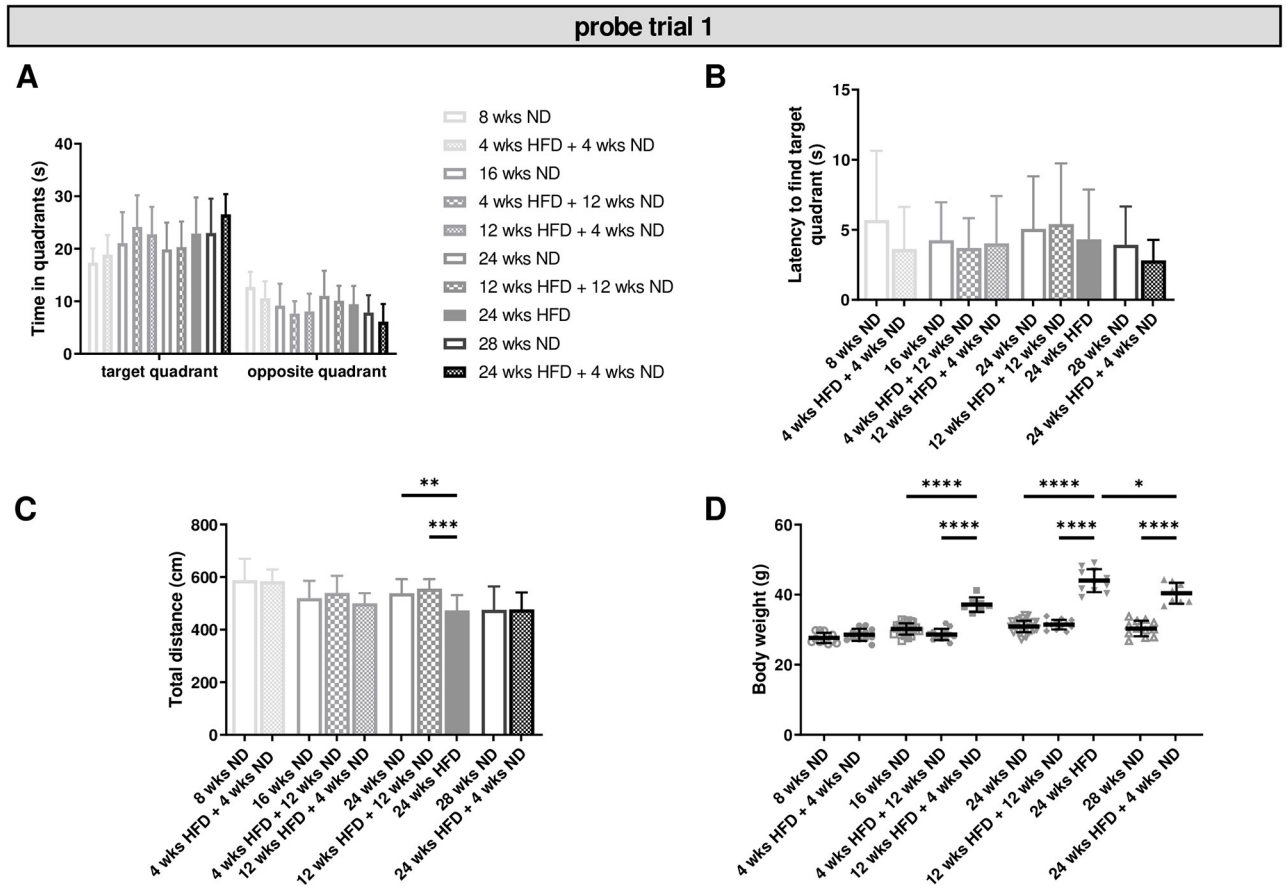 probe trial 1
A
Time in quadrants (s)
40
30
20
10
0
target quadrant
opposite quadrant
8 wks ND
4 wks HFD + 4 wks ND
16 wks ND
4 wks HFD + 12 wks ND
12 wks HFD + 4 wks ND
24 wks ND
12 wks HFD + 12 wks ND
24 wks HFD
28 wks ND
24 wks HFD + 4 wks ND
B
Latency to find target
quadrant (s)
15
10
5
0
8 wks ND
4 wks HFD + 4 wks ND
16 wks ND
4 wks HFD + 12 wks ND
12 wks HFD + 4 wks ND
24 wks ND
12 wks HFD + 12 wks ND
24 wks HFD
28 wks ND
24 wks HFD + 4 wks ND
C
Total distance (cm)
800
600
400
200
0
**
***
8 wks ND
4 wks HFD + 4 wks ND
16 wks ND
4 wks HFD + 12 wks ND
12 wks HFD + 4 wks ND
24 wks ND
12 wks HFD + 12 wks ND
24 wks HFD
28 wks ND
24 wks HFD + 4 wks ND
D
Body weight (g)
60
40
20
0
**** **** *
**** **** ****
8 wks ND
4 wks HFD + 4 wks ND
16 wks ND
4 wks HFD + 12 wks ND
12 wks HFD + 4 wks ND
24 wks ND
12 wks HFD + 12 wks ND
24 wks HFD
28 wks ND
24 wks HFD + 4 wks ND